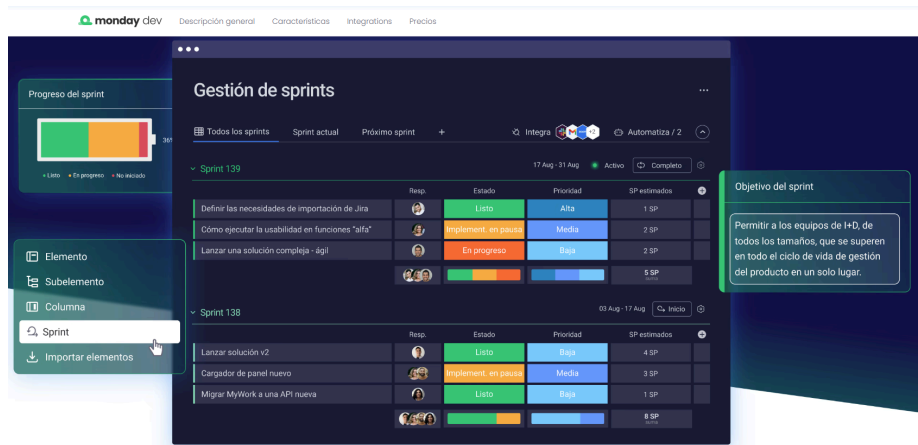 monday dev Descripción general Características Integrations Precios
Progreso del sprint
36%
Listo En progreso No iniciado
Elemento
Subelemento
Columna
Sprint
Importar elementos
Gestión de sprints
Todos los sprints Sprint actual Próximo sprint + Integra +2 Automatiza / 2
Sprint 139 17 Aug - 31 Aug Activo Completo
Resp. Estado Prioridad SP estimados
Definir las necesidades de importación de Jira Listo Alta 1 SP
Cómo ejecutar la usabilidad en funciones "alfa" Implement. en pausa Media 2 SP
Lanzar una solución compleja - ágil En progreso Baja 2 SP
5 SP
suma
Sprint 138 03 Aug - 17 Aug Inicio
Resp. Estado Prioridad SP estimados
Lanzar solución v2 Listo Baja 4 SP
Cargador de panel nuevo Implement. en pausa Media 3 SP
Migrar MyWork a una API nueva Listo Baja 1 SP
8 SP
suma
Objetivo del sprint
Permitir a los equipos de I+D, de
todos los tamaños, que se superen
en todo el ciclo de vida de gestión
del producto en un solo lugar.